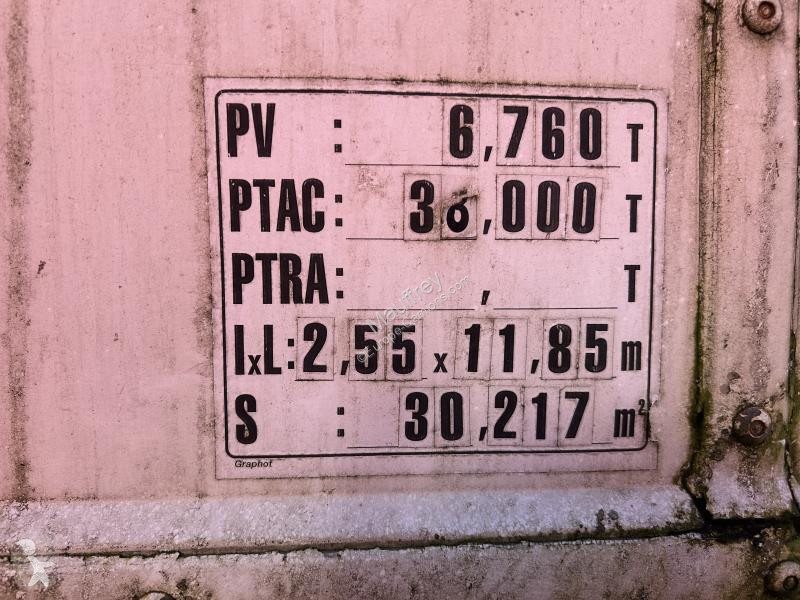 PV : 6,760 T
PTAC: 38,000 T
PTRA: , T
lxL: 2,55 x 11,85 m
S : 30,217 m²
Graphot